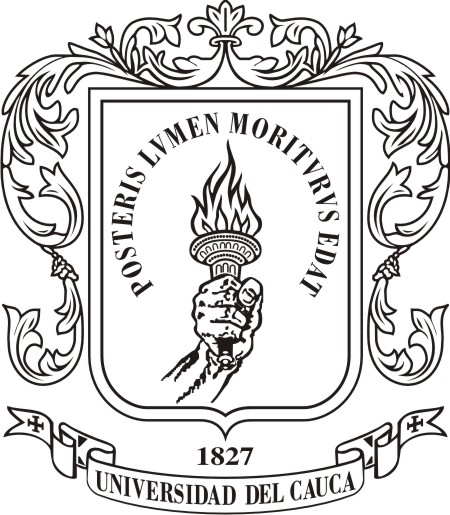 POSTERIS LVMEN MORITVRVS EDAT
1827
UNIVERSIDAD DEL CAUCA